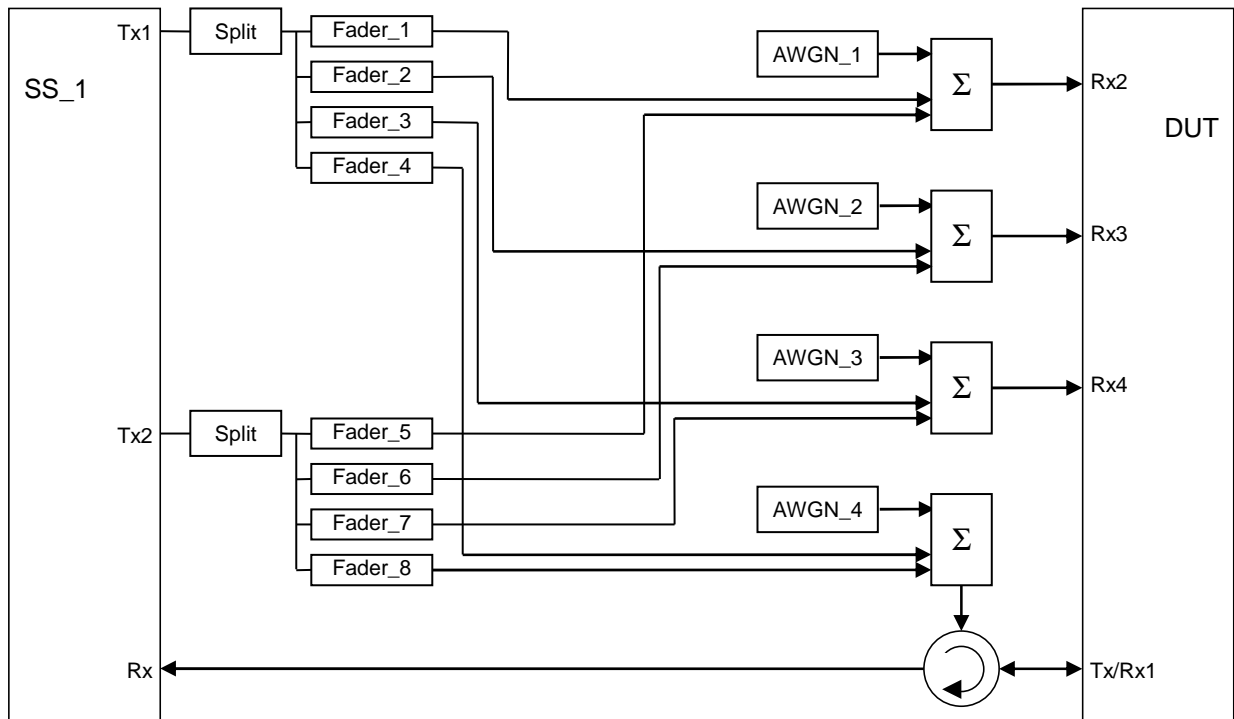 Tx1
Split
Fader_1
Fader_2
Fader_3
Fader_4
SS_1
AWGN_1
Σ
Rx2
DUT
AWGN_2
Σ
Rx3
AWGN_3
Σ
Rx4
Tx2
Split
Fader_5
Fader_6
Fader_7
Fader_8
AWGN_4
Σ
Rx
Tx/Rx1